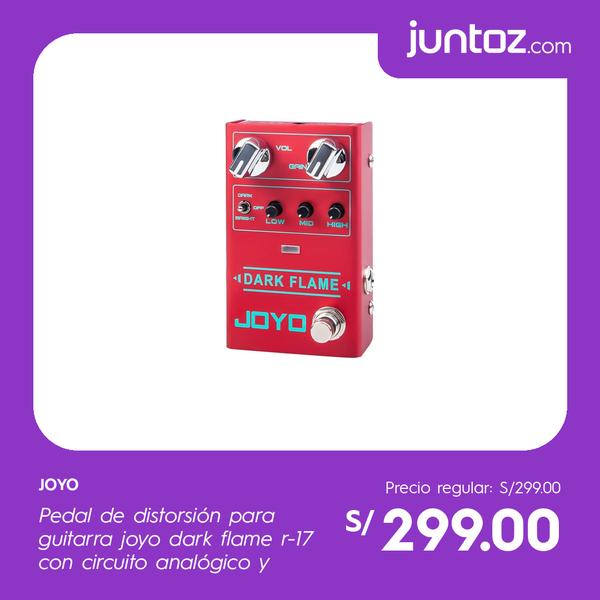 juntoz.com
VOL
GAIN
DARK
OFF
BRIGHT
LOW MID HIGH
DARK FLAME
JOYO
JOYO
Pedal de distorsión para
guitarra joyo dark flame r-17
con circuito analógico y
Precio regular: S/299.00
S/ 299.00